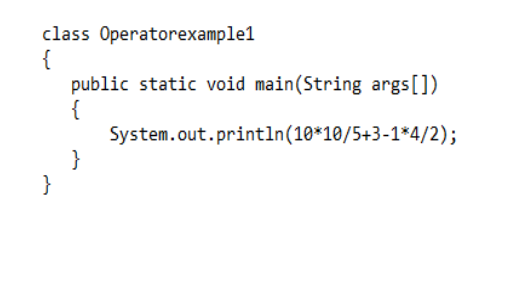 class Operatorexample1
{
public static void main(String args[])
{
System.out.println(10*10/5+3-1*4/2);
}
}